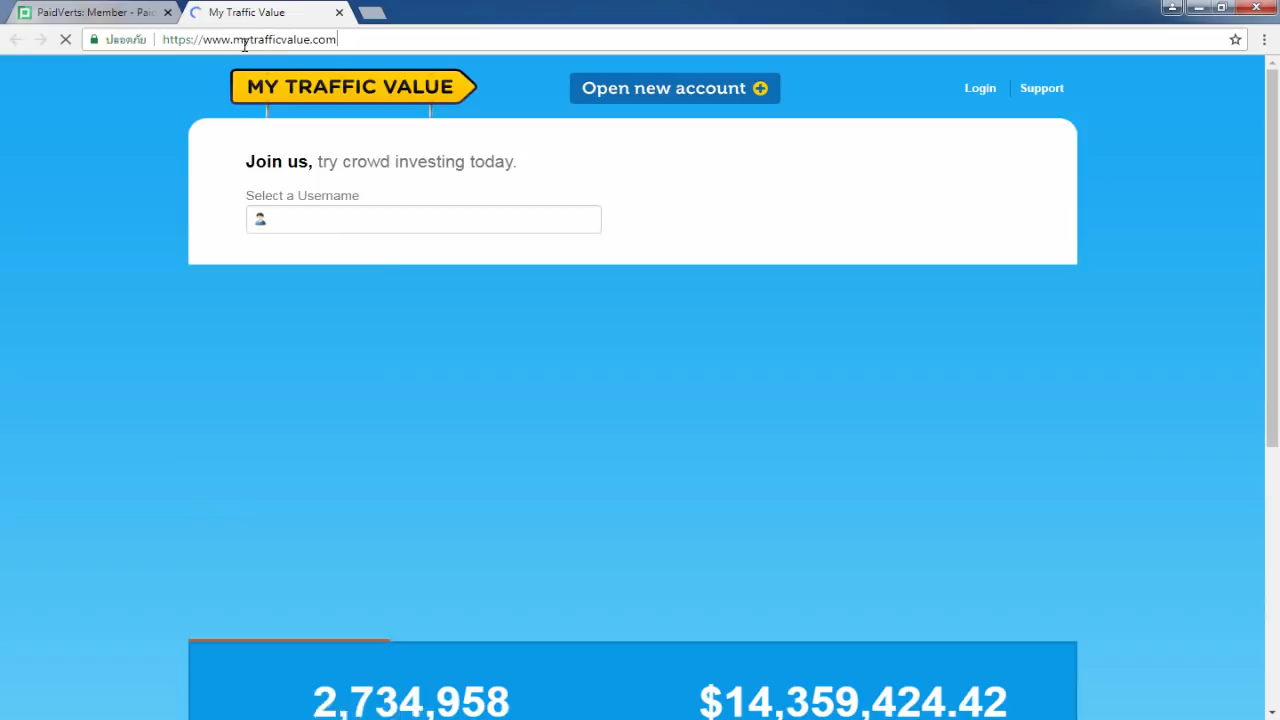 PaidVerts: Member - Paid
My Traffic Value
ปลอดภัย
https://www.mytrafficvalue.com
MY TRAFFIC VALUE
Open new account
Login
Support
Join us, try crowd investing today.
Select a Username
2,734,958
$14,359,424.42